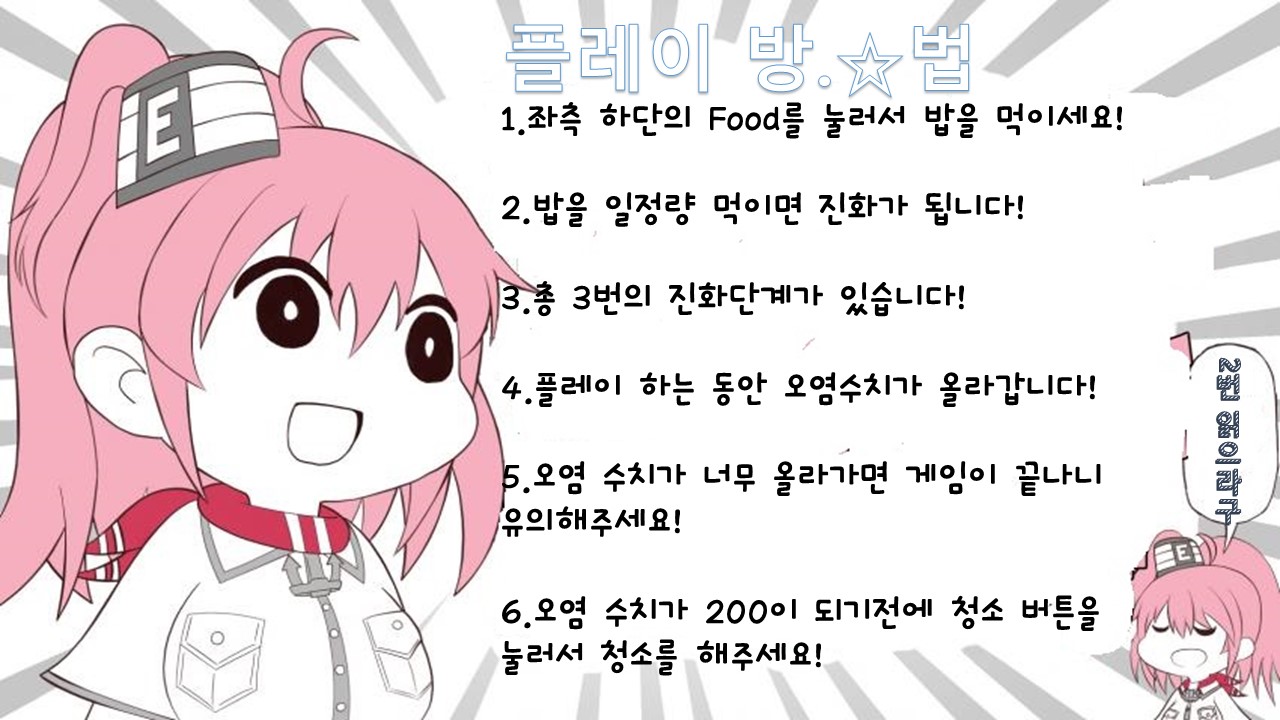 플레이 방.☆법
1.좌측 하단의 Food를 눌러서 밥을 먹이세요!
2.밥을 일정량 먹이면 진화가 됩니다!
3.총 3번의 진화단계가 있습니다!
4.플레이 하는 동안 오염수치가 올라갑니다!
5.오염 수치가 너무 올라가면 게임이 끝나니
유의해주세요!
6.오염 수치가 200이 되기전에 청소 버튼을
눌러서 청소를 해주세요!
E
E